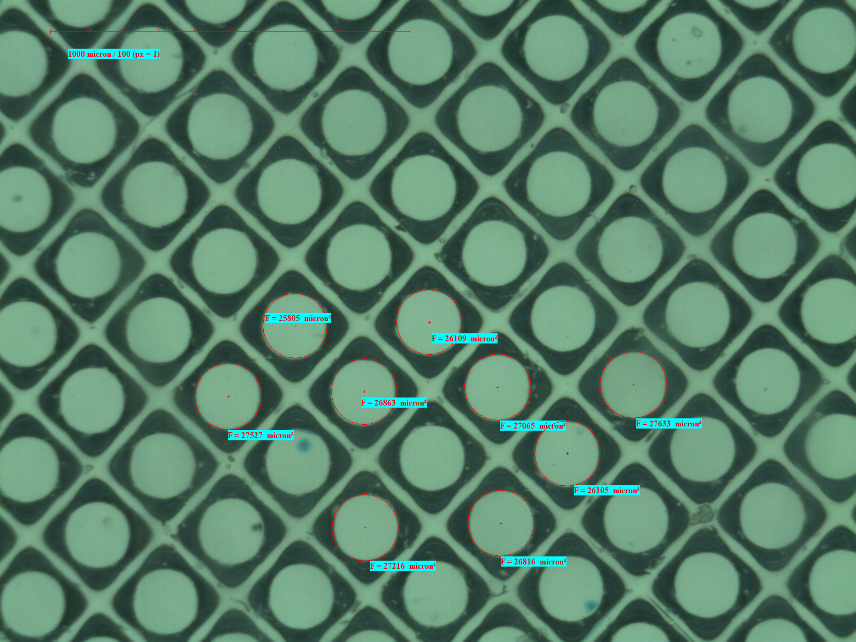 1000 micron / 100 (px = 1)
F = 25805 micron²
F = 26109 micron²
F = 26863 micron²
F = 27065 micron²
F = 27633 micron²
F = 27527 micron²
F = 26105 micron²
F = 26816 micron²
F = 27216 micron²